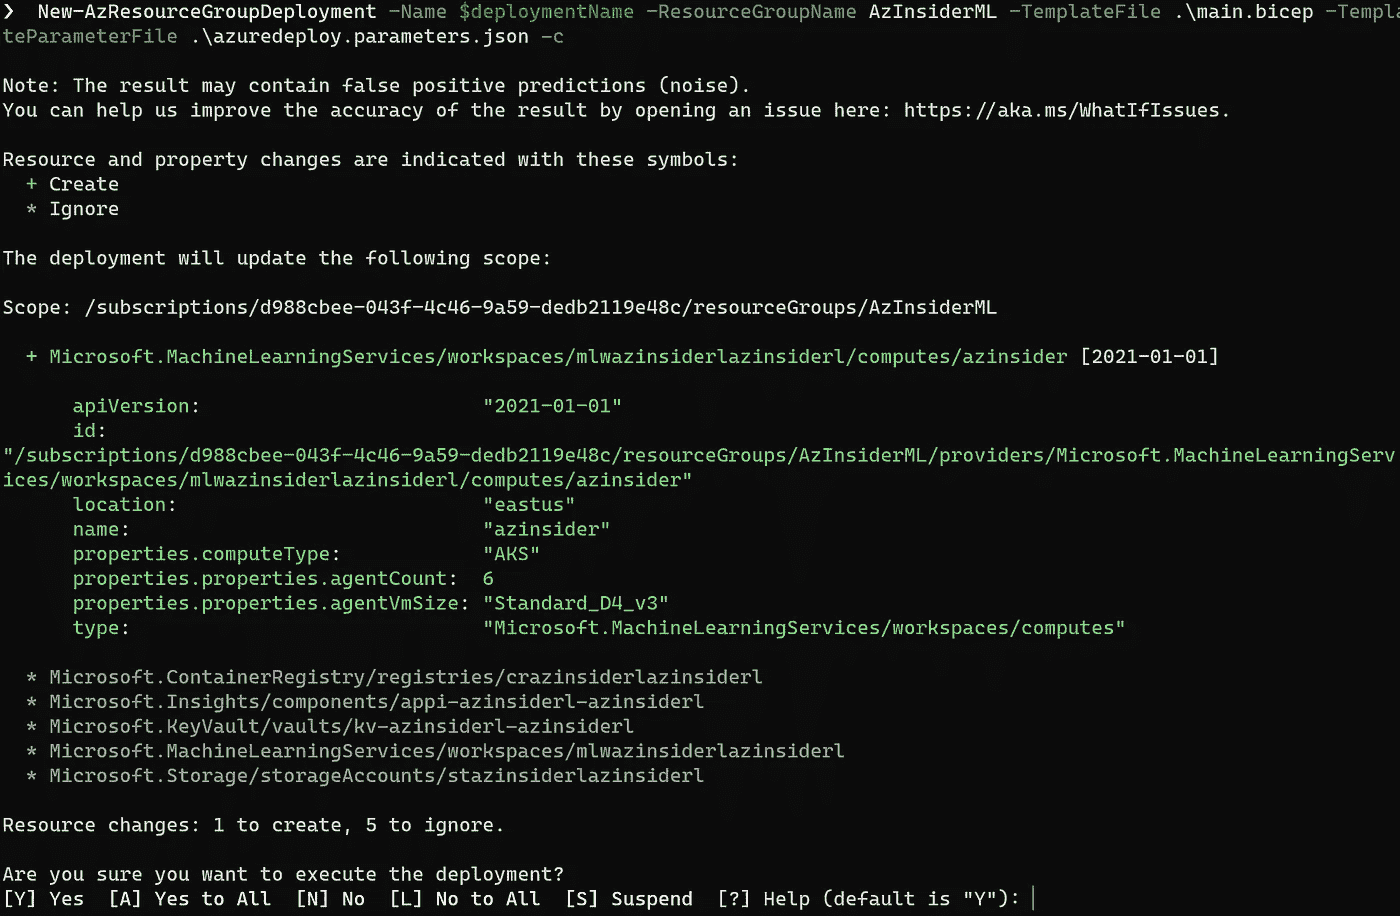 ❯  New-AzResourceGroupDeployment -Name $deploymentName -ResourceGroupName AzInsiderML -TemplateFile .\main.bicep -Templa
teParameterFile .\azuredeploy.parameters.json -c
Note: The result may contain false positive predictions (noise).
You can help us improve the accuracy of the result by opening an issue here: https://aka.ms/WhatIfIssues.
Resource and property changes are indicated with these symbols:
  + Create
  * Ignore
The deployment will update the following scope:
Scope: /subscriptions/d988cbee-043f-4c46-9a59-dedb2119e48c/resourceGroups/AzInsiderML
  + Microsoft.MachineLearningServices/workspaces/mlwazinsiderlazinsiderl/computes/azinsider [2021-01-01]
      apiVersion:                        "2021-01-01"
      id:
"/subscriptions/d988cbee-043f-4c46-9a59-dedb2119e48c/resourceGroups/AzInsiderML/providers/Microsoft.MachineLearningServ
ices/workspaces/mlwazinsiderlazinsiderl/computes/azinsider"
      location:                          "eastus"
      name:                              "azinsider"
      properties.computeType:            "AKS"
      properties.properties.agentCount:  6
      properties.properties.agentVmSize: "Standard_D4_v3"
      type:                              "Microsoft.MachineLearningServices/workspaces/computes"
  * Microsoft.ContainerRegistry/registries/crazinsiderlazinsiderl
  * Microsoft.Insights/components/appi-azinsiderl-azinsiderl
  * Microsoft.KeyVault/vaults/kv-azinsiderl-azinsiderl
  * Microsoft.MachineLearningServices/workspaces/mlwazinsiderlazinsiderl
  * Microsoft.Storage/storageAccounts/stazinsiderlazinsiderl
Resource changes: 1 to create, 5 to ignore.
Are you sure you want to execute the deployment?
[Y] Yes  [A] Yes to All  [N] No  [L] No to All  [S] Suspend  [?] Help (default is "Y"):